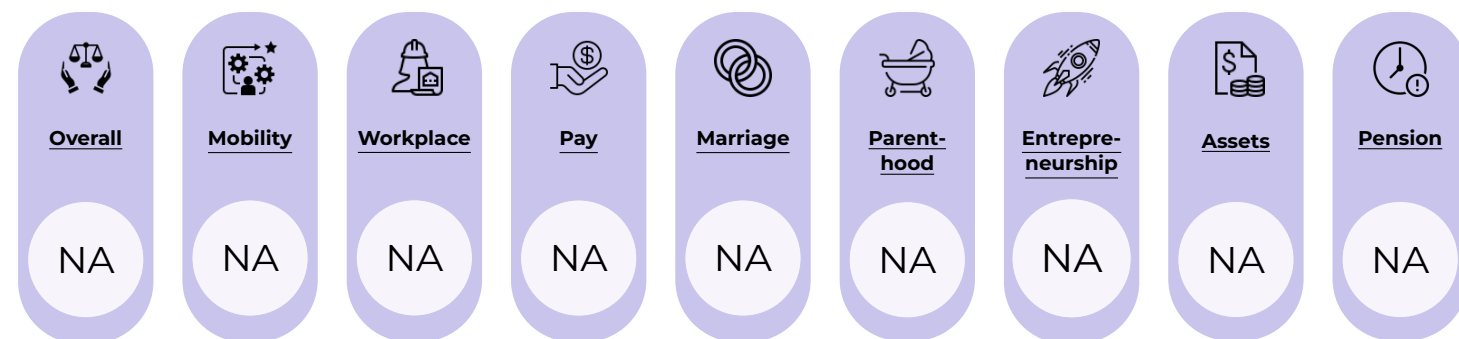 Overall
Mobility
Workplace
Pay
Marriage
Parent-
hood
Entrepre-
neurship
Assets
Pension
NA
NA
NA
NA
NA
NA
NA
NA
NA